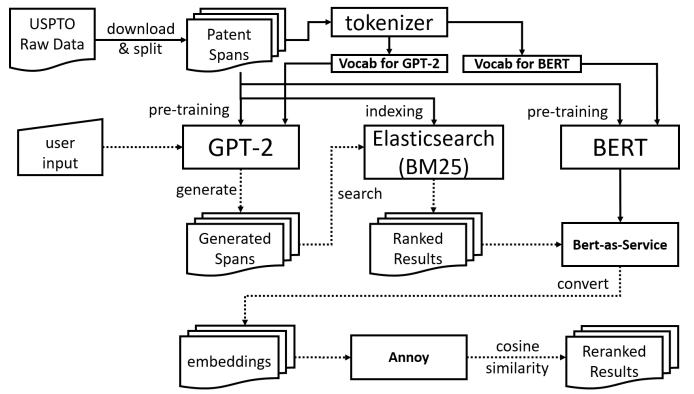 USPTO
Raw Data
download
& split
Patent
Spans
tokenizer
Vocab for GPT-2
Vocab for BERT
pre-training
indexing
pre-training
user
input
GPT-2
Elasticsearch
(BM25)
BERT
generate
search
Generated
Spans
Ranked
Results
Bert-as-Service
convert
embeddings
Annoy
cosine
similarity
Reranked
Results